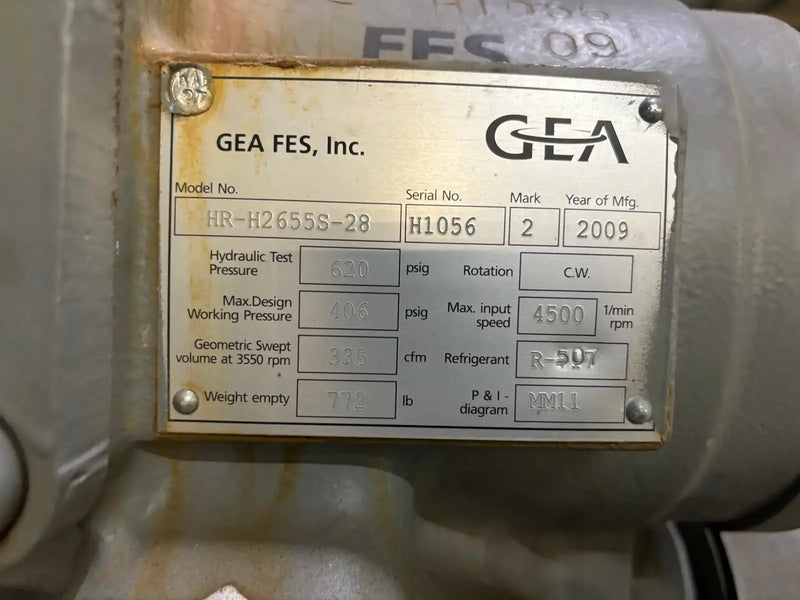 H1056
FES 09
GEA FES, Inc.
GEA
Model No.
Serial No.
Mark
Year of Mfg.
HR-H2655S-28
H1056
2
2009
Hydraulic Test
Pressure
620
psig
Rotation
C.W.
Max.Design
Working Pressure
406
psig
Max. input
speed
4500
1/min
rpm
Geometric Swept
volume at 3550 rpm
335
cfm
Refrigerant
Weight empty
772
lb
P & I -
diagram
MM11